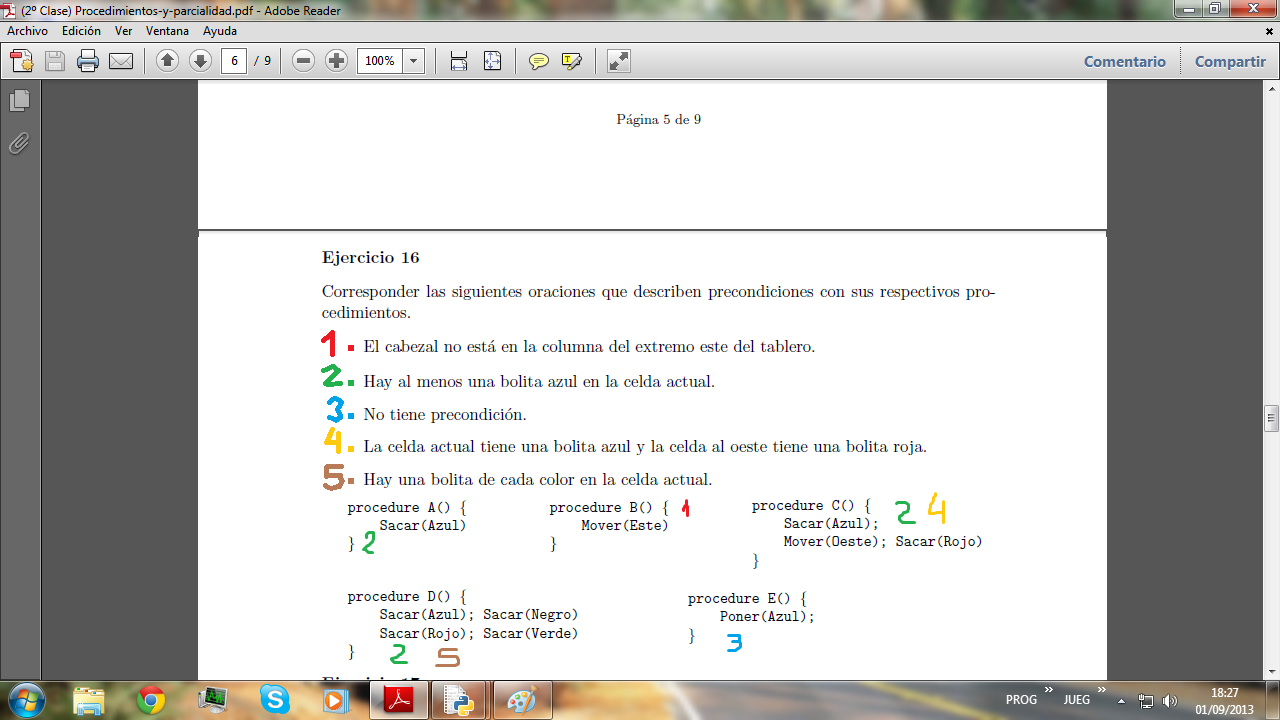 (2º Clase) Procedimientos-y-parcialidad.pdf - Adobe Reader
Archivo Edición Ver Ventana Ayuda
6 / 9 100% Comentario Compartir
Página 5 de 9
Ejercicio 16
Corresponder las siguientes oraciones que describen precondiciones con sus respectivos pro-
cedimientos.
1 El cabezal no está en la columna del extremo este del tablero.
2 Hay al menos una bolita azul en la celda actual.
3 No tiene precondición.
4 La celda actual tiene una bolita azul y la celda al oeste tiene una bolita roja.
5 Hay una bolita de cada color en la celda actual.
procedure A() {
Sacar(Azul)
} 2
procedure B() { 1
Mover(Este)
}
procedure C() { 2 4
Sacar(Azul);
Mover(Oeste); Sacar(Rojo)
}
procedure D() {
Sacar(Azul); Sacar(Negro)
Sacar(Rojo); Sacar(Verde)
} 2 5
procedure E() {
Poner(Azul);
} 3
PROG » JUEG » 18:27
01/09/2013